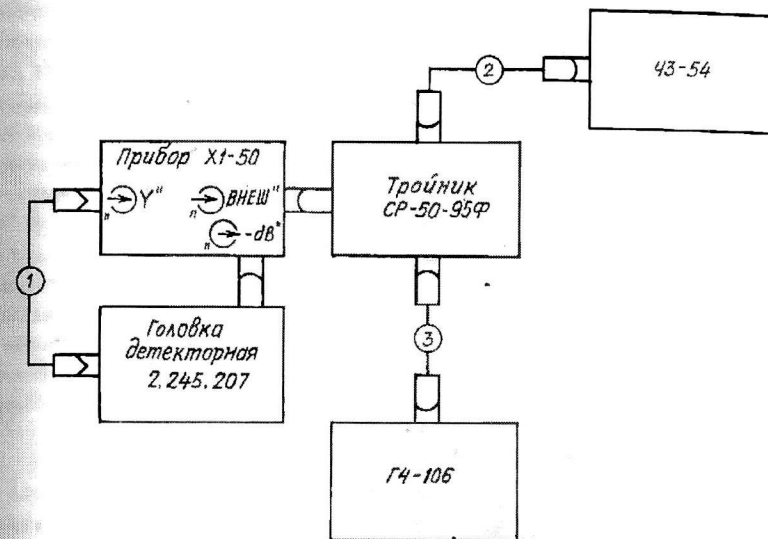 2
ЧЗ-54
Прибор Х1-50
"Y"
"ВНЕШ"
"-dB"
Тройник
СР-50-95Ф
1
Головка
детекторная
2.245.207
3
Г4-106